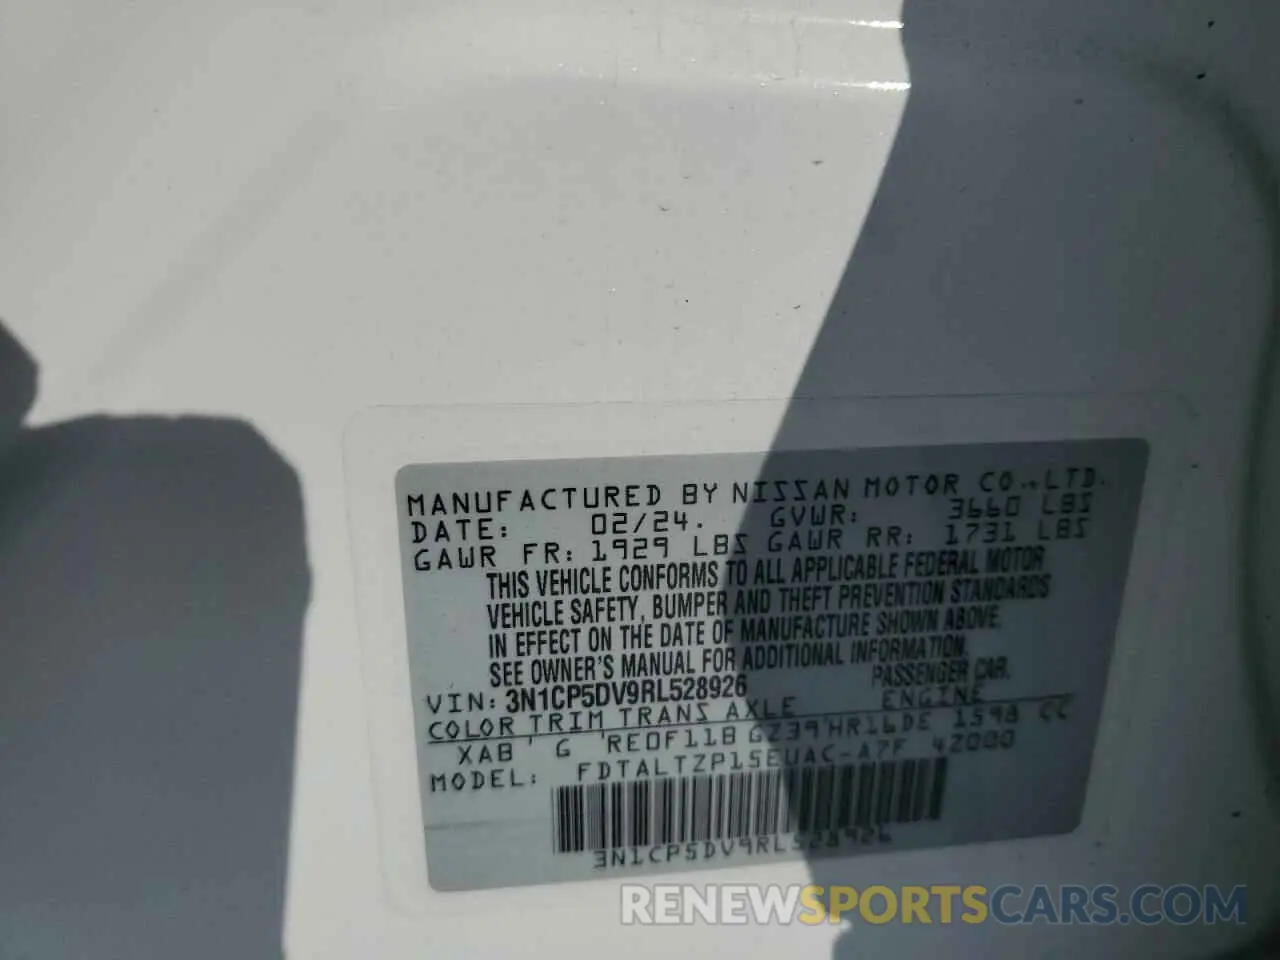 MANUFACTURED BY NISSAN MOTOR CO., LTD.
DATE: 02/24. GVWR: 3660 LBS
GAWR FR: 1929 LBS GAWR RR: 1731 LBS
THIS VEHICLE CONFORMS TO ALL APPLICABLE FEDERAL MOTOR
VEHICLE SAFETY, BUMPER AND THEFT PREVENTION STANDARDS
IN EFFECT ON THE DATE OF MANUFACTURE SHOWN ABOVE.
SEE OWNER'S MANUAL FOR ADDITIONAL INFORMATION.
VIN: 3N1CP5DV9RL528926 PASSENGER CAR.
COLOR TRIM TRANS AXLE ENGINE
XAB G RE0F11B GZ39 HR16DE 1598 CC
MODEL: FDTALTZP15EUAC-A7F 42000
3N1CP5DV9RL528926
RENEWSPORTSCARS.COM